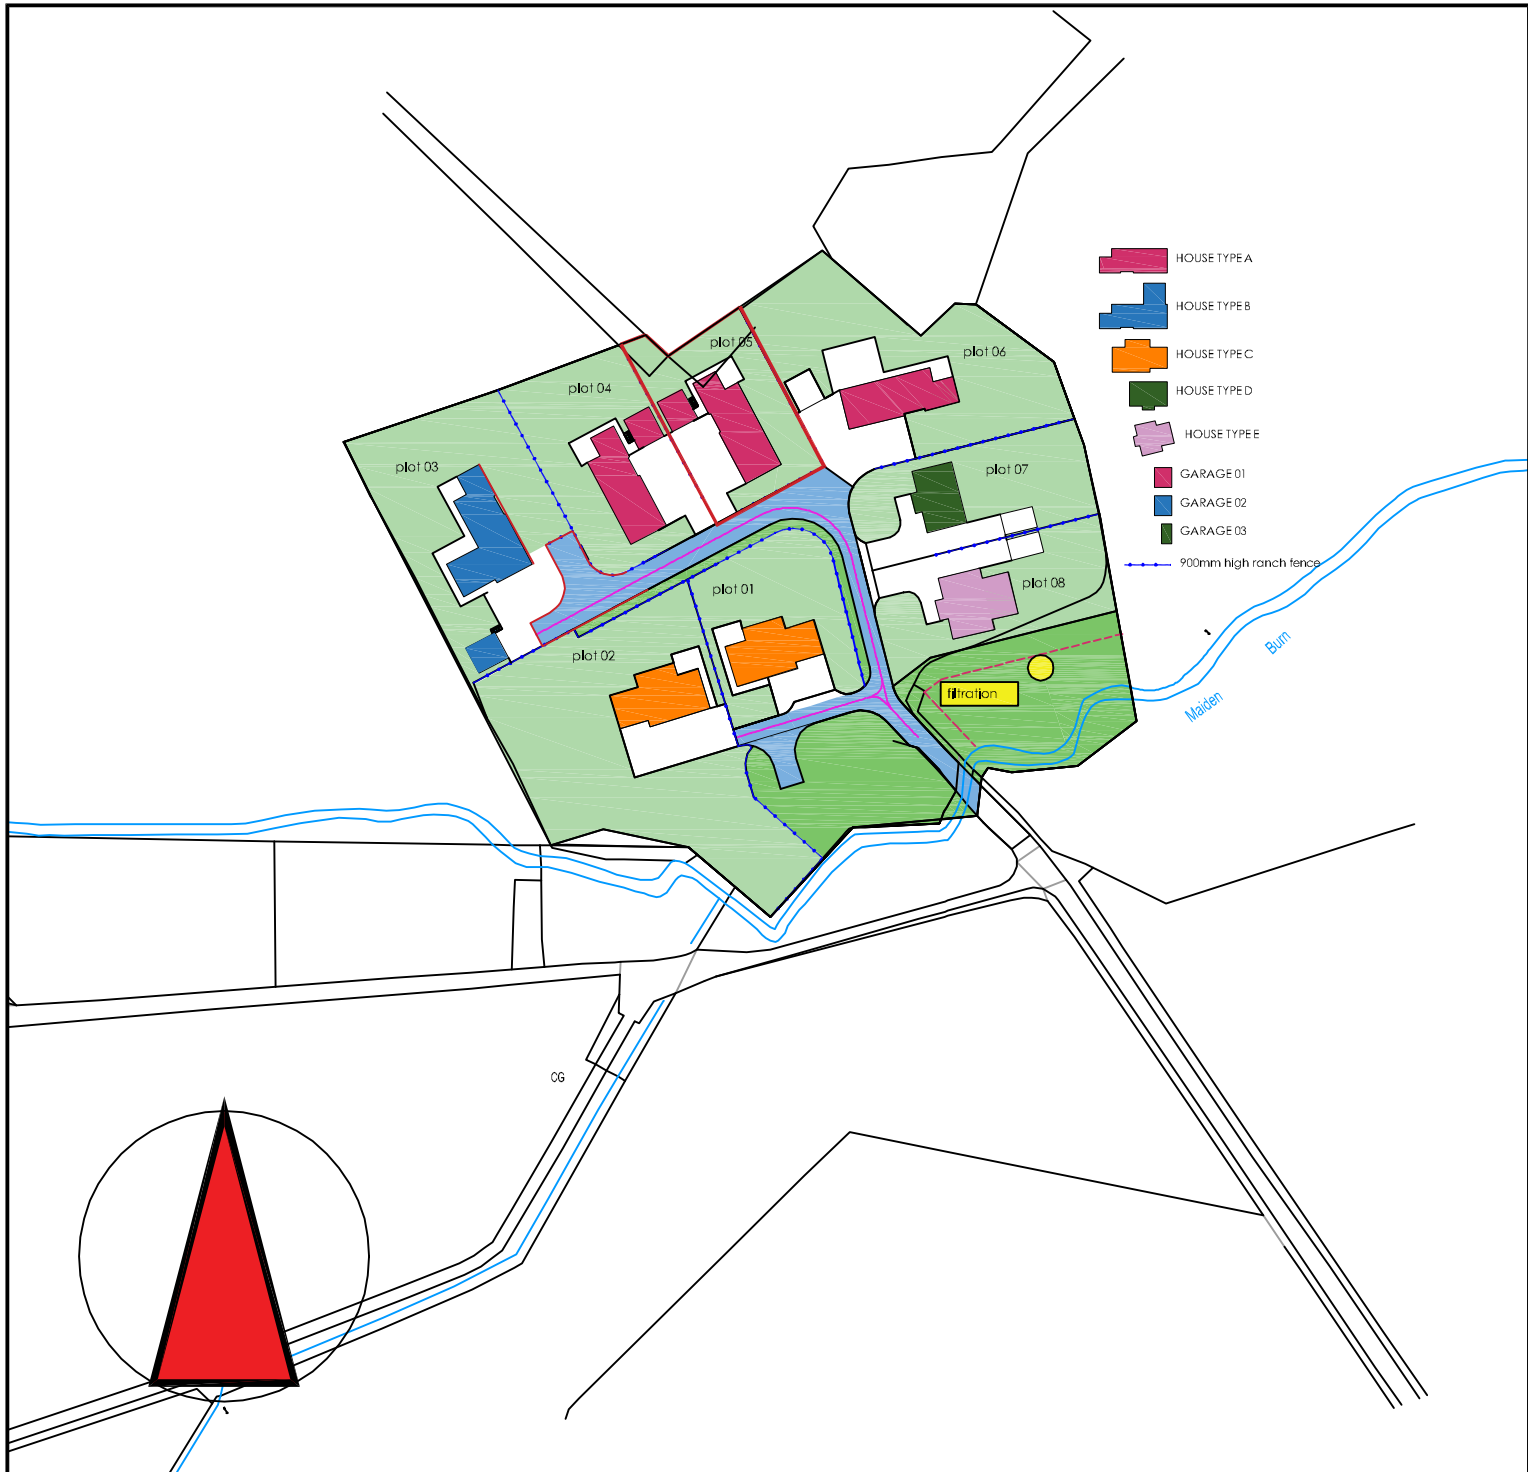 HOUSE TYPE A
HOUSE TYPE B
plot 05
plot 06
HOUSE TYPE C
plot 04
HOUSE TYPE D
HOUSE TYPE E
plot 03
plot 07
GARAGE 01
GARAGE 02
GARAGE 03
900mm high ranch fence
plot 01
plot 08
plot 02
Burn
filtration
Maiden
CG